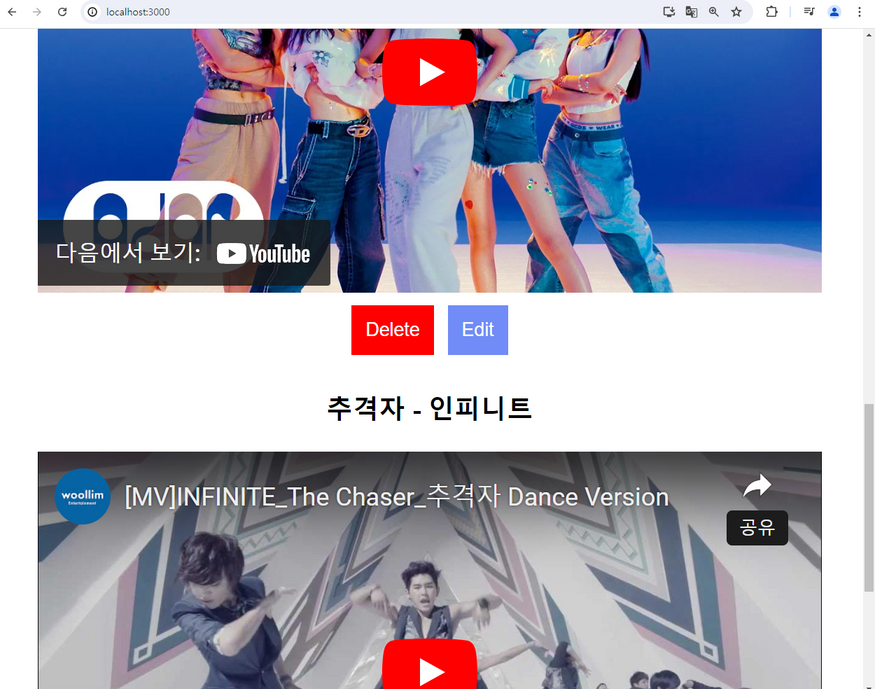 localhost:3000
다음에서 보기: YouTube
Delete Edit
추격자 - 인피니트
woollim
Entertainment
[MV]INFINITE_The Chaser_추격자 Dance Version
공유